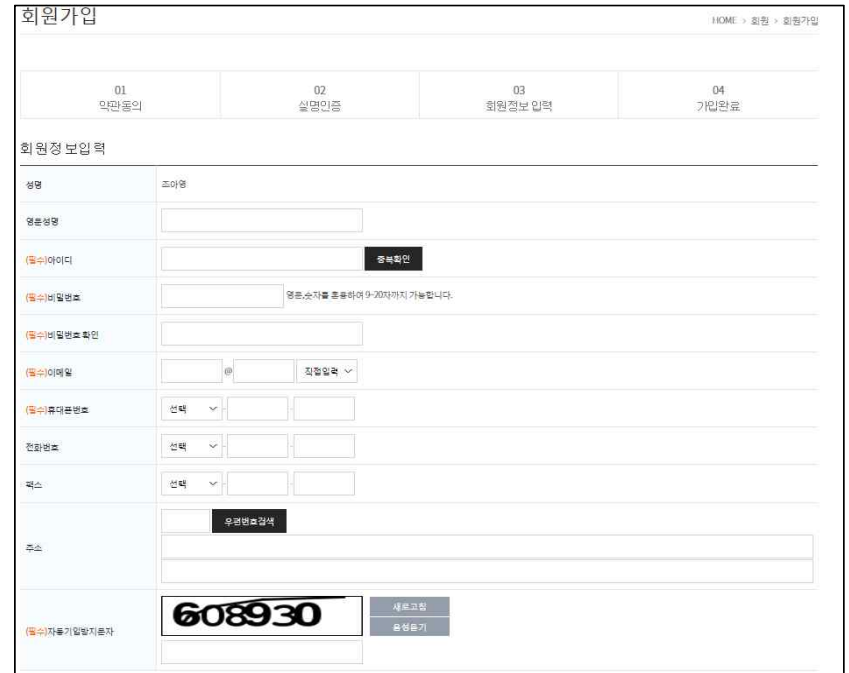 회원가입
HOME > 회원 > 회원가입
01
약관동의
02
실명인증
03
회원정보 입력
04
가입완료
회원정보입력
성명
조아영
영문성명
(필수)아이디
중복확인
(필수)비밀번호
영문,숫자를 혼용하여 9~20자까지 가능합니다.
(필수)비밀번호 확인
(필수)이메일
@
직접입력
(필수)휴대폰번호
선택 - -
전화번호
선택 - -
팩스
선택 - -
우편번호검색
주소
608930
새로고침
음성듣기
(필수)자동가입방지문자